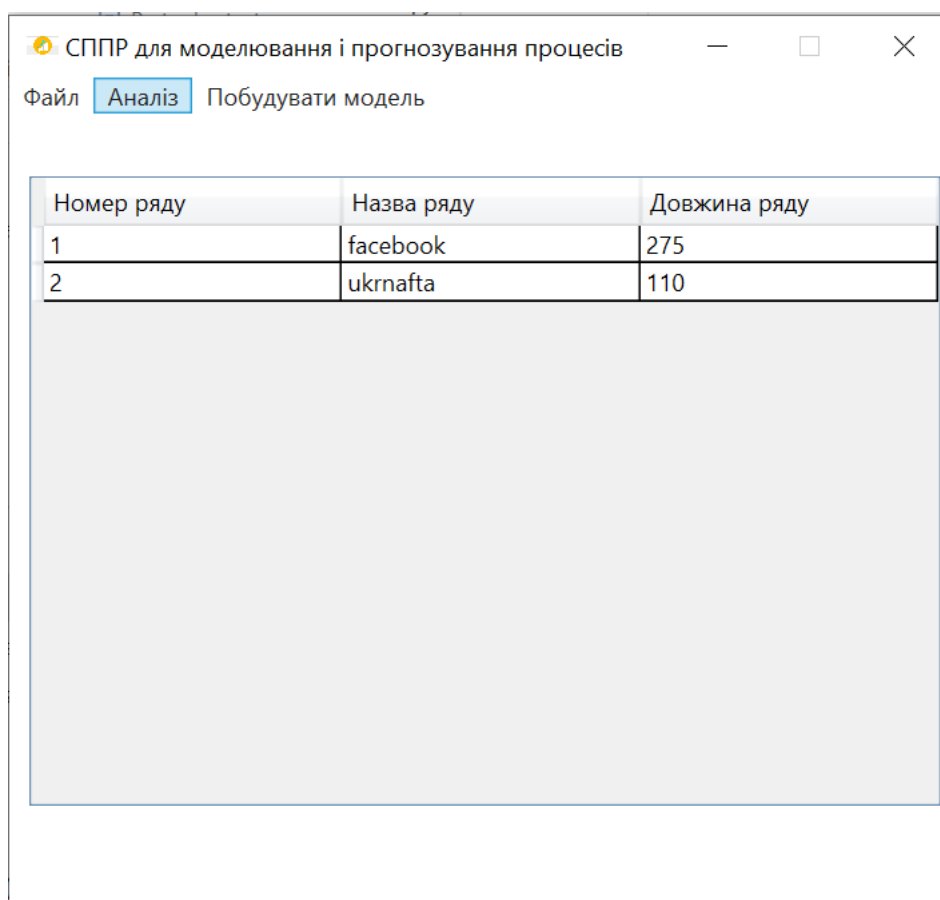 СППР для моделювання і прогнозування процесів
Файл Аналіз Побудувати модель
Номер ряду Назва ряду Довжина ряду
1 facebook 275
2 ukrnafta 110